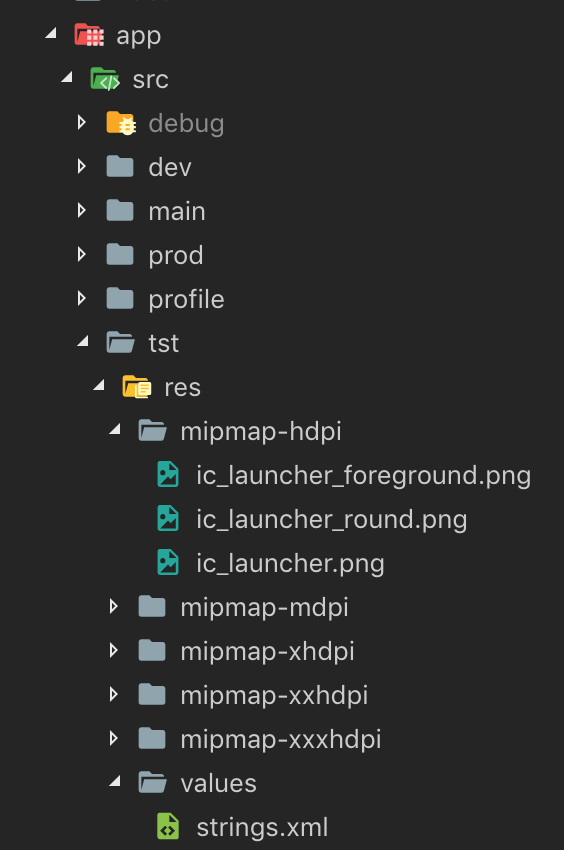 app
src
debug
dev
main
prod
profile
tst
res
mipmap-hdpi
ic_launcher_foreground.png
ic_launcher_round.png
ic_launcher.png
mipmap-mdpi
mipmap-xhdpi
mipmap-xxhdpi
mipmap-xxxhdpi
values
strings.xml